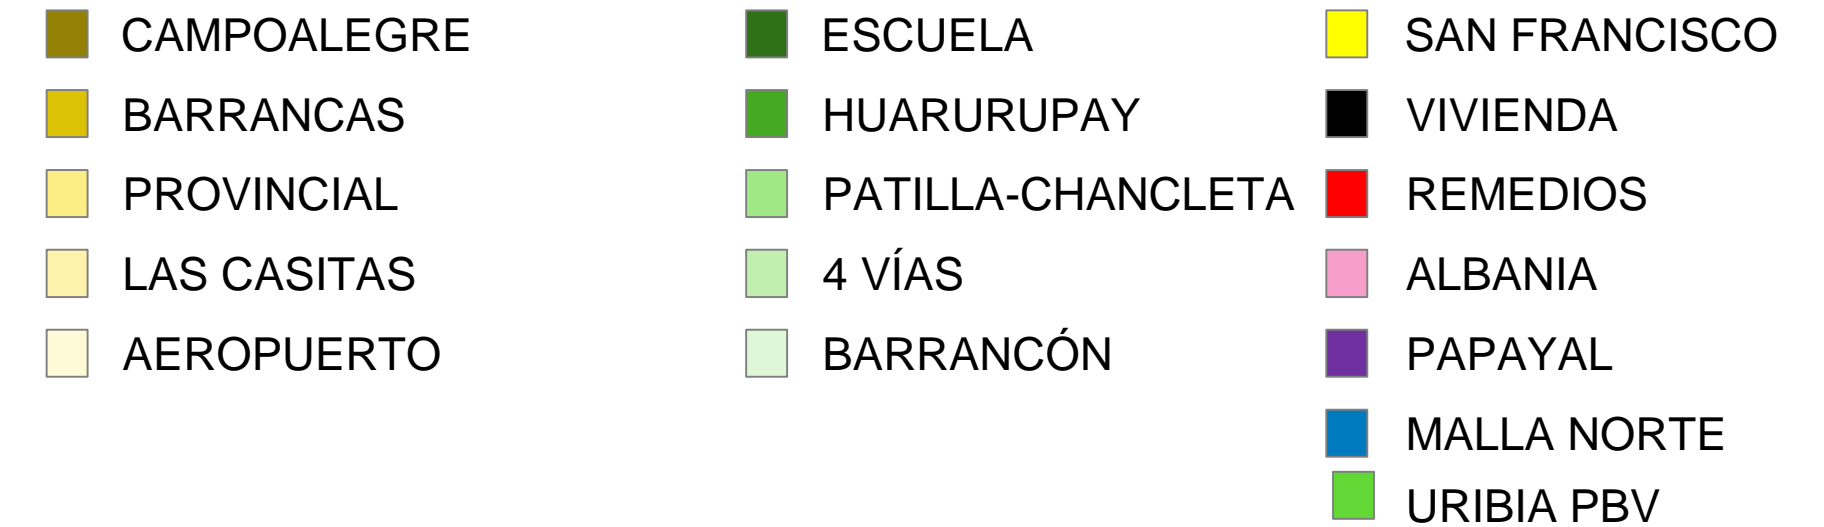 CAMPOALEGRE
BARRANCAS
PROVINCIAL
LAS CASITAS
AEROPUERTO
ESCUELA
HUARURUPAY
PATILLA-CHANCLETA
4 VÍAS
BARRANCÓN
SAN FRANCISCO
VIVIENDA
REMEDIOS
ALBANIA
PAPAYAL
MALLA NORTE
URIBIA PBV